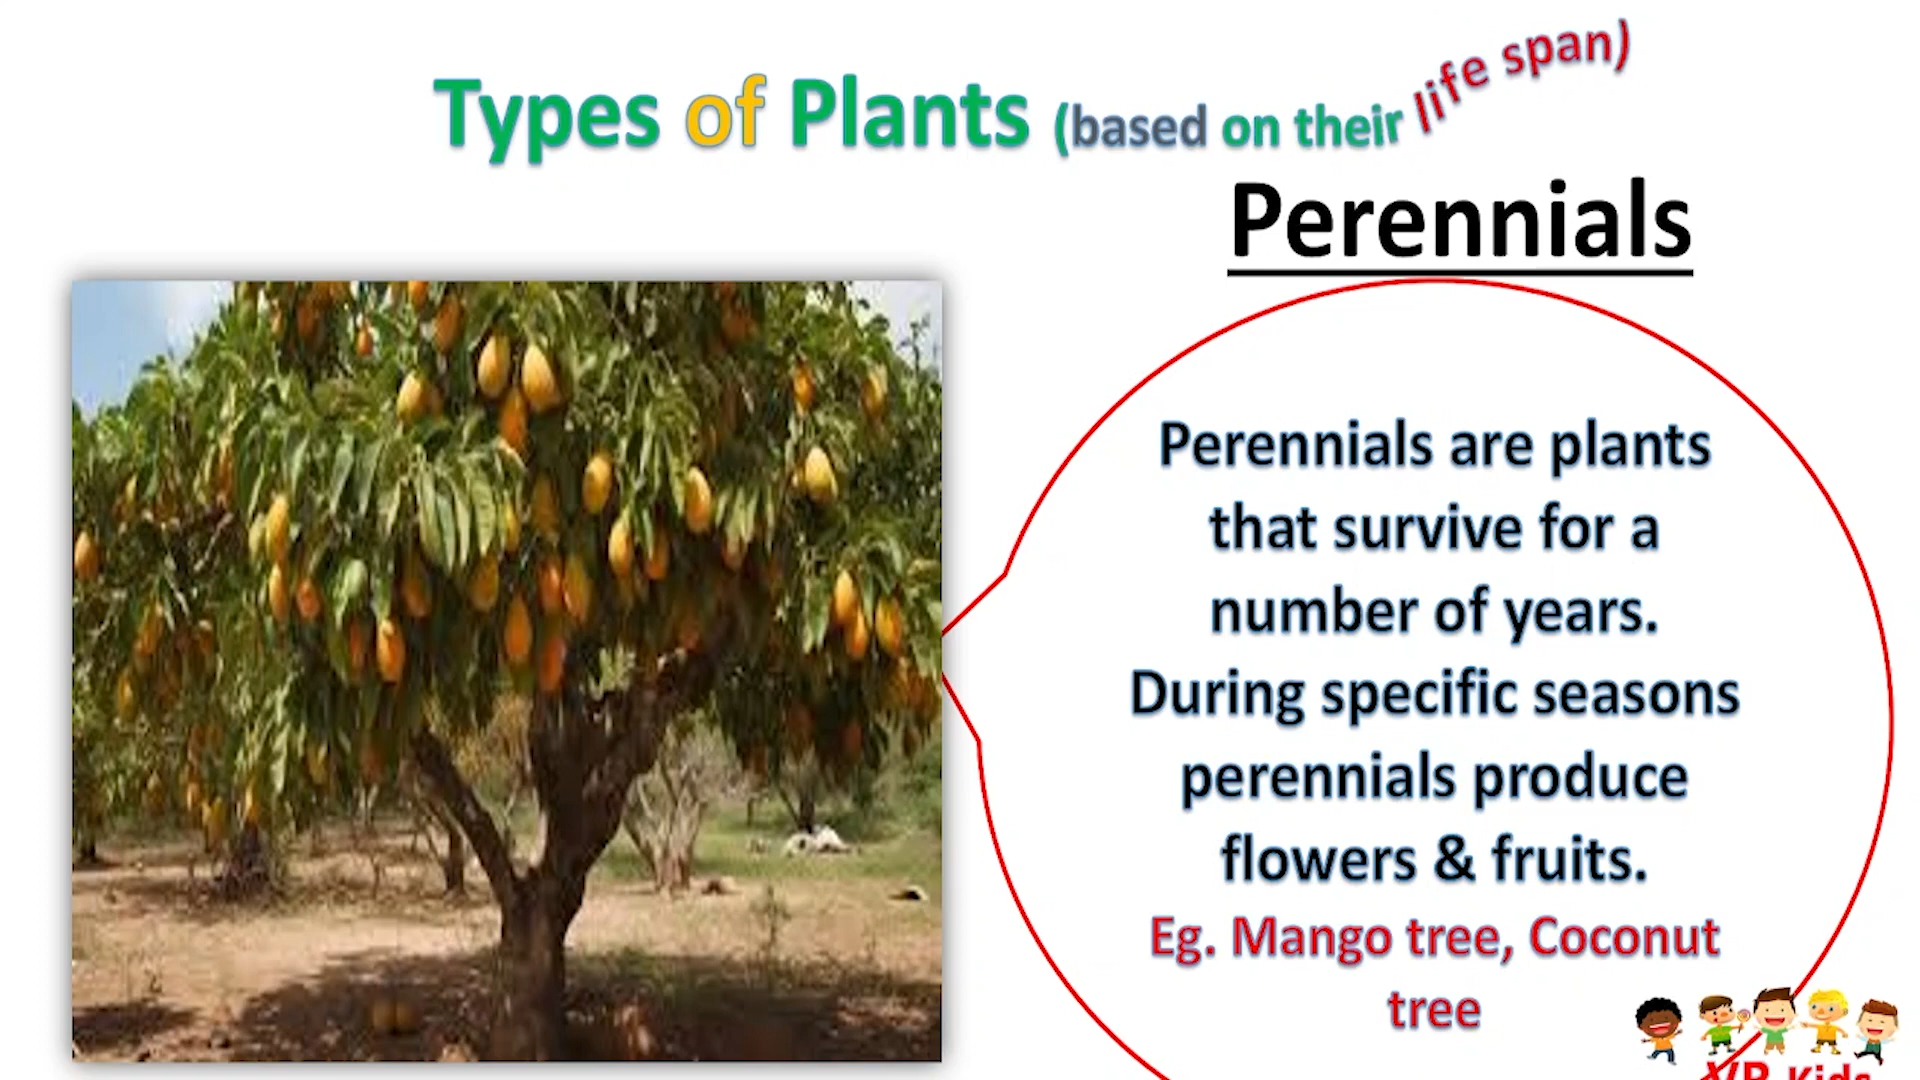 Types of Plants (based on their life span)
Perennials
Perennials are plants
that survive for a
number of years.
During specific seasons
perennials produce
flowers & fruits.
Eg. Mango tree, Coconut
tree
Kids